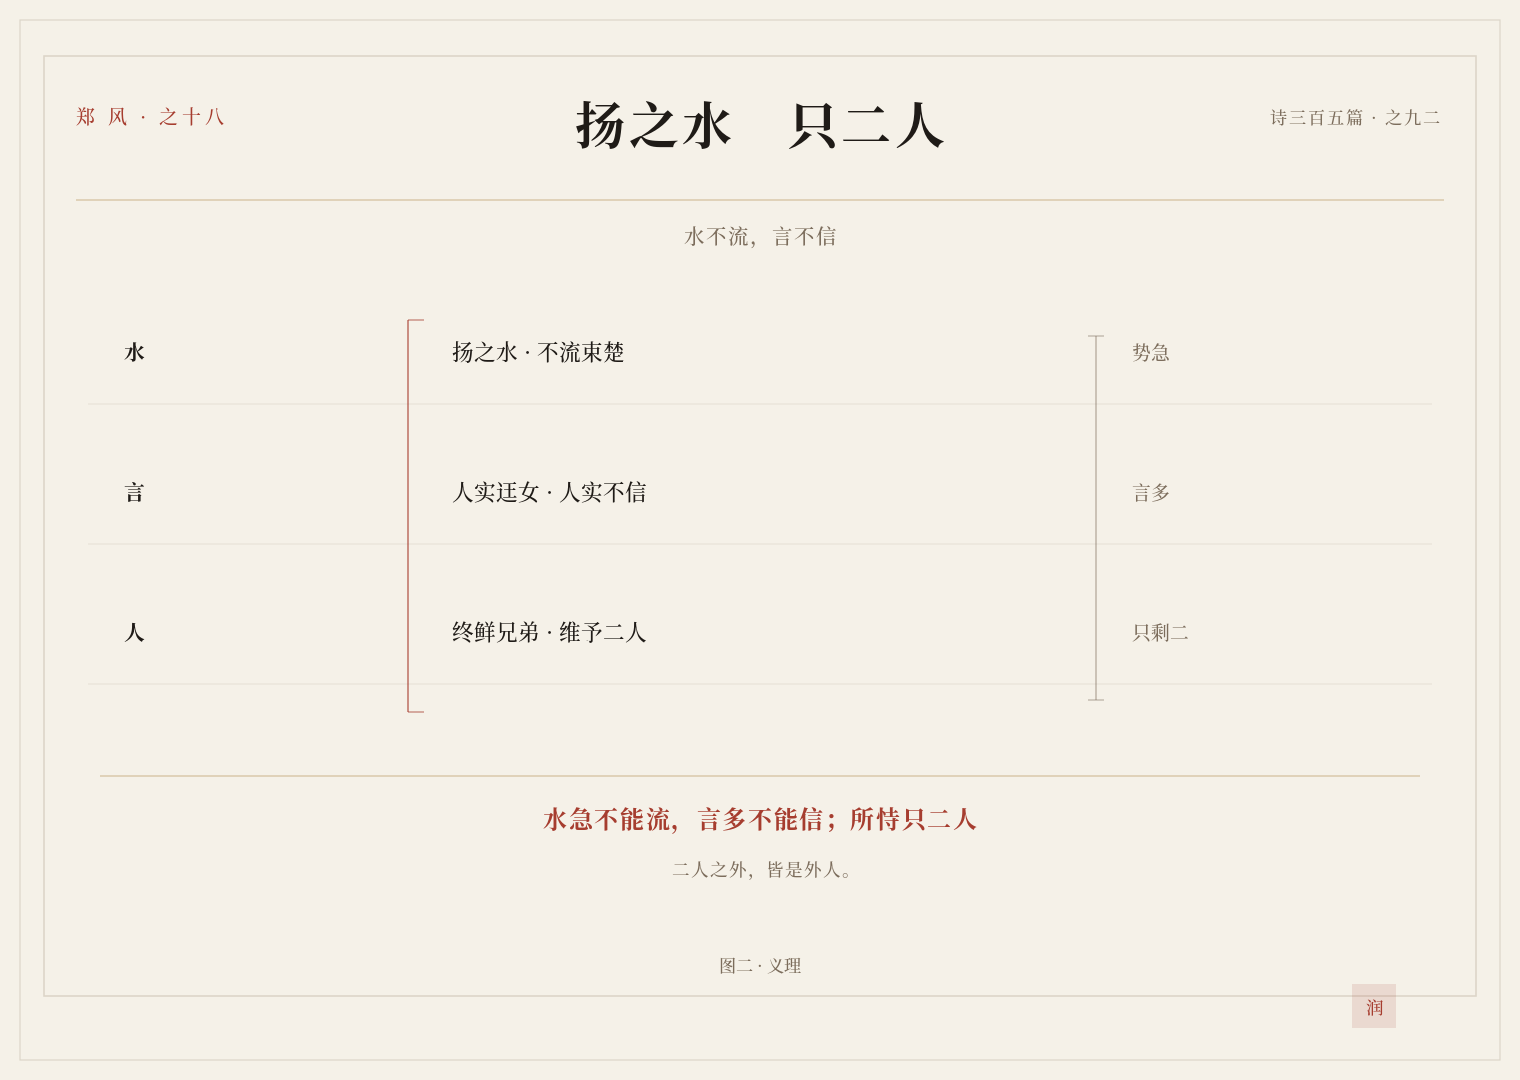 郑风·之十八
扬之水　只二人
诗三百五篇·之九二
水不流，言不信
水 扬之水·不流束楚 势急
言 人实迋女·人实不信 言多
人 终鲜兄弟·维予二人 只剩二
水急不能流，言多不能信；所恃只二人
二人之外，皆是外人。
图二·义理
润